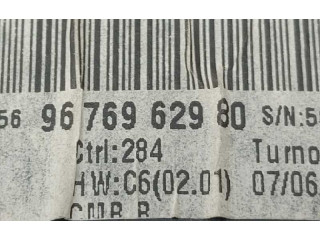 56 96 769 629 80 S/N:5
Ctrl:284 Turno
HW:C6(02.01) 07/06